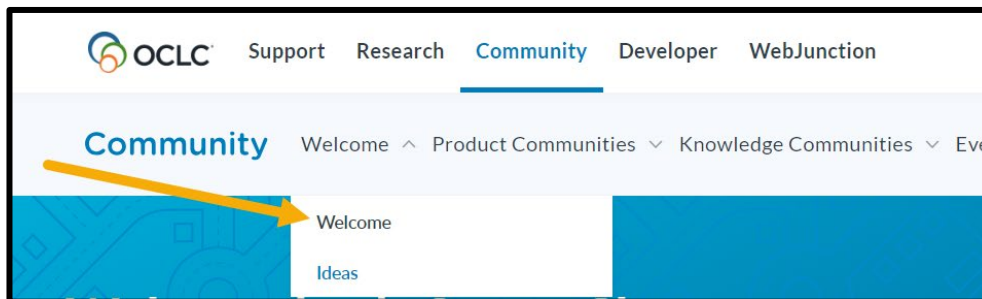 OCLC Support Research Community Developer WebJunction
Community Welcome Product Communities Knowledge Communities
Welcome
Ideas